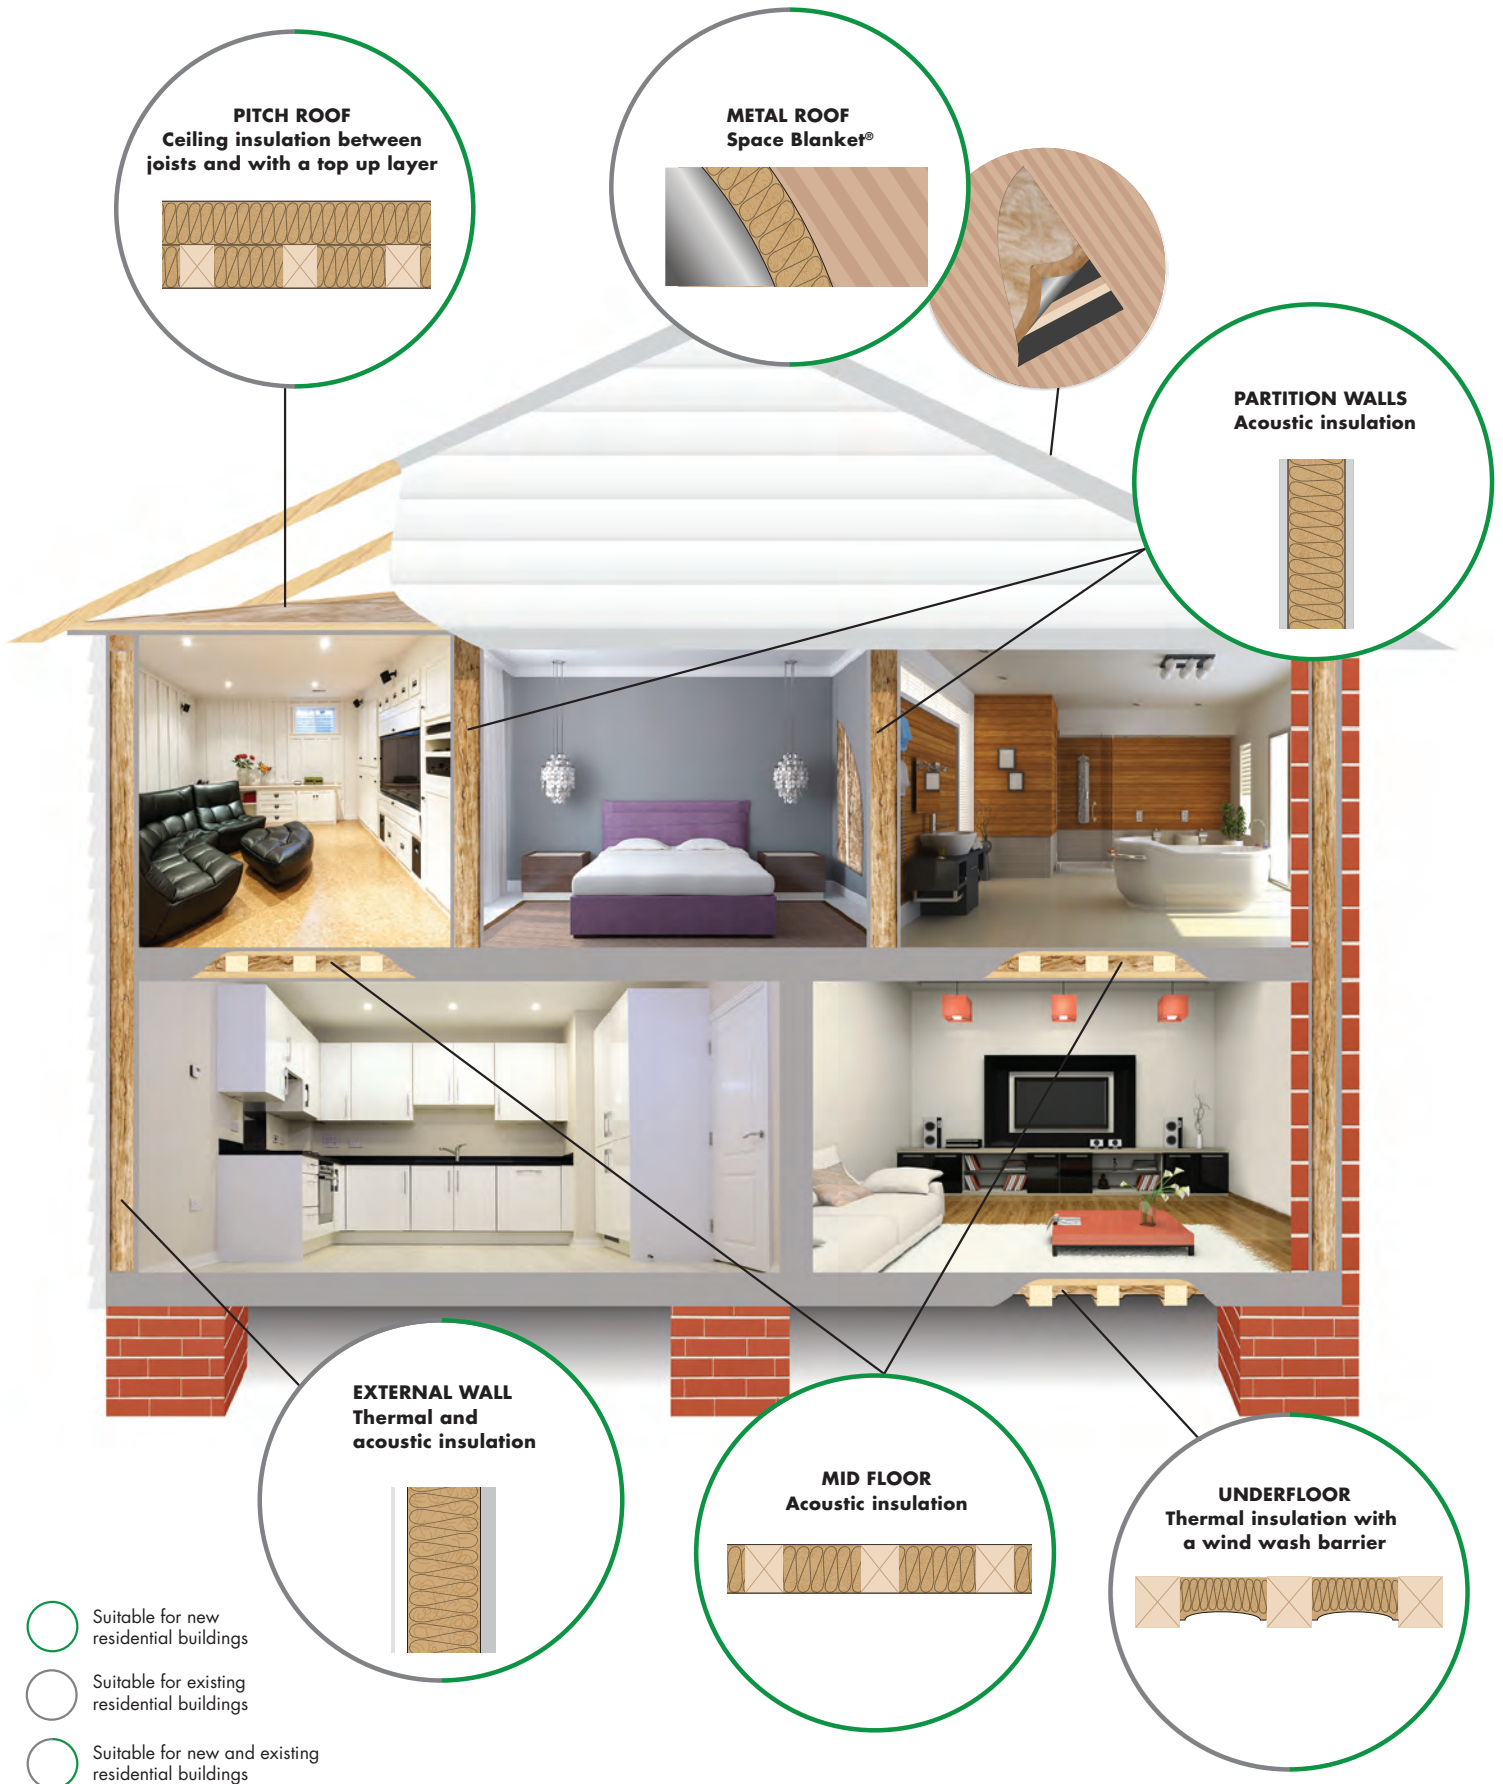 PITCH ROOF
Ceiling insulation between
joists and with a top up layer
METAL ROOF
Space Blanket®
PARTITION WALLS
Acoustic insulation
EXTERNAL WALL
Thermal and
acoustic insulation
MID FLOOR
Acoustic insulation
UNDERFLOOR
Thermal insulation with
a wind wash barrier
Suitable for new
residential buildings
Suitable for existing
residential buildings
Suitable for new and existing
residential buildings